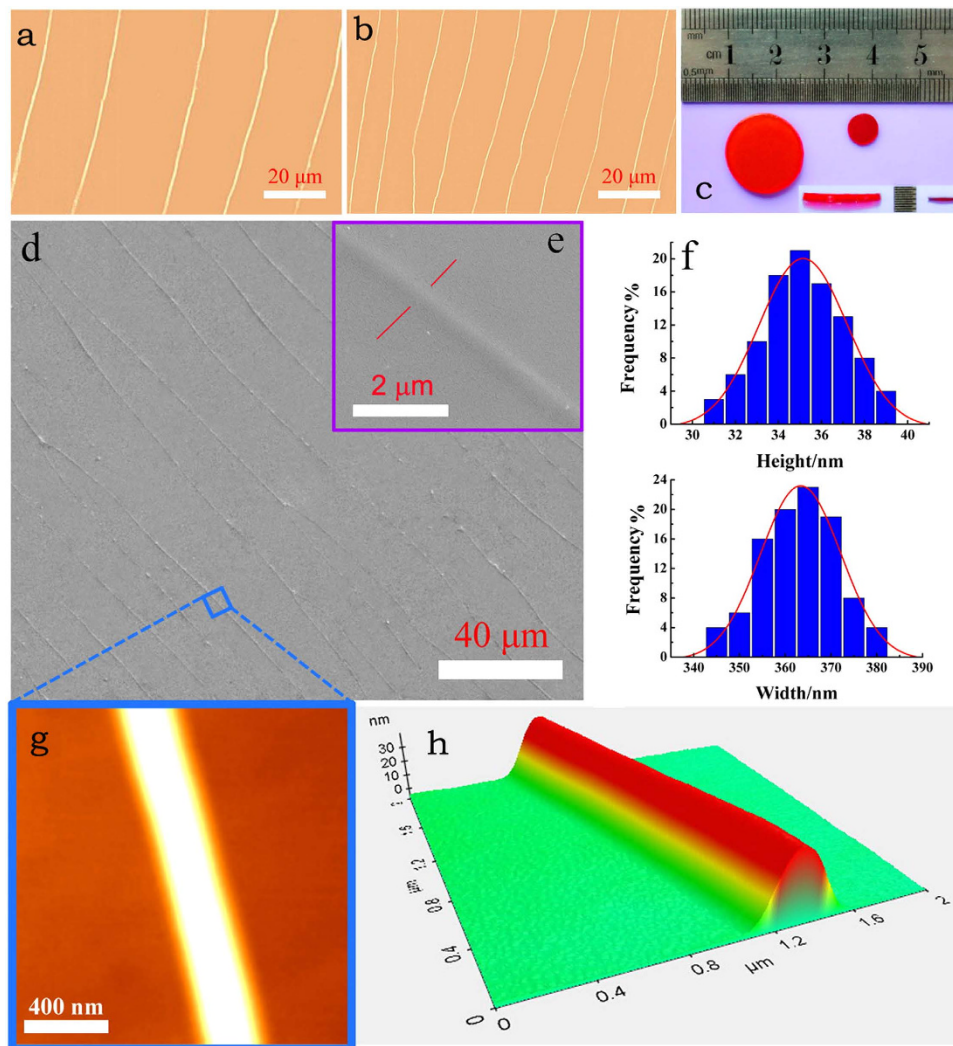 a
20 μm
b
20 μm
mm
cm 1 2 3 4 5
0.5mm
mm
c
d
e
2 μm
40 μm
f
Frequency %
20
16
12
8
4
0
30 32 34 36 38 40
Height/nm
Frequency %
24
20
16
12
8
4
0
340 350 360 370 380 390
Width/nm
g
400 nm
h
nm
30
20
10
0
1.6
1.2
μm
0.8
0.4
0
0
0.4
0.8
μm
1.2
1.6
2